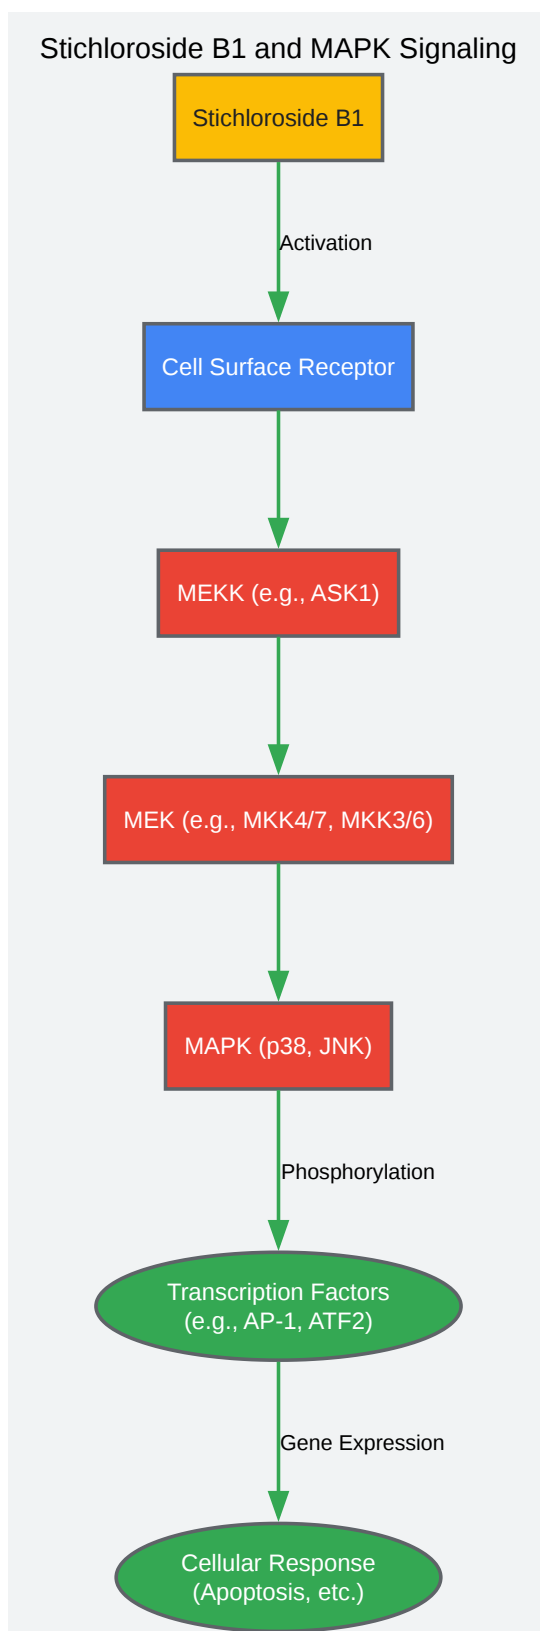 Stichloroside B1 and MAPK Signaling
Stichloroside B1
Activation
Cell Surface Receptor
MEKK (e.g., ASK1)
MEK (e.g., MKK4/7, MKK3/6)
MAPK (p38, JNK)
Phosphorylation
Transcription Factors
(e.g., AP-1, ATF2)
Gene Expression
Cellular Response
(Apoptosis, etc.)